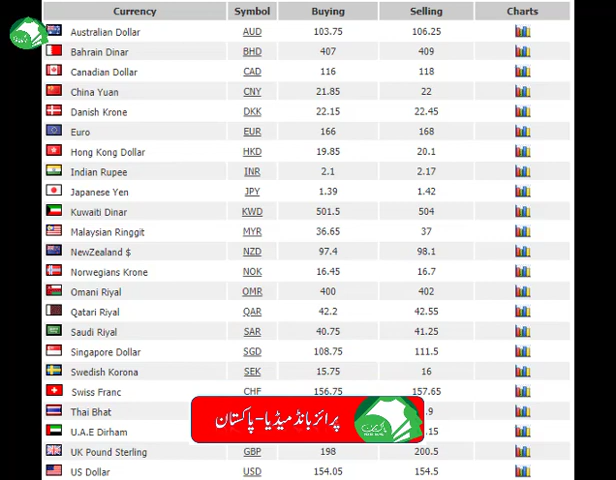 Currency Symbol Buying Selling Charts
Australian Dollar AUD 103.75 106.25
Bahrain Dinar BHD 407 409
Canadian Dollar CAD 116 118
China Yuan CNY 21.85 22
Danish Krone DKK 22.15 22.45
Euro EUR 166 168
Hong Kong Dollar HKD 19.85 20.1
Indian Rupee INR 2.1 2.17
Japanese Yen JPY 1.39 1.42
Kuwaiti Dinar KWD 501.5 504
Malaysian Ringgit MYR 36.65 37
NewZealand $ NZD 97.4 98.1
Norwegians Krone NOK 16.45 16.7
Omani Riyal OMR 400 402
Qatari Riyal QAR 42.2 42.55
Saudi Riyal SAR 40.75 41.25
Singapore Dollar SGD 108.75 111.5
Swedish Korona SEK 15.75 16
Swiss Franc CHF 156.75 157.65
Thai Bhat .9
پرائز بانڈ میڈیا-پاکستان
U.A.E Dirham .15
UK Pound Sterling GBP 198 200.5
US Dollar USD 154.05 154.5